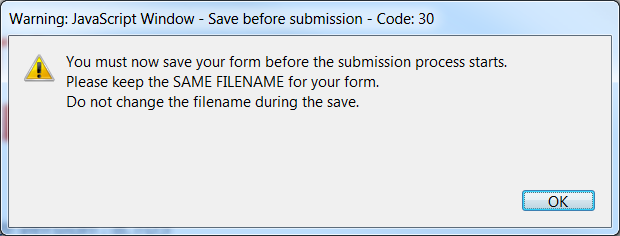 Warning: JavaScript Window - Save before submission - Code: 30
You must now save your form before the submission process starts.
Please keep the SAME FILENAME for your form.
Do not change the filename during the save.
OK